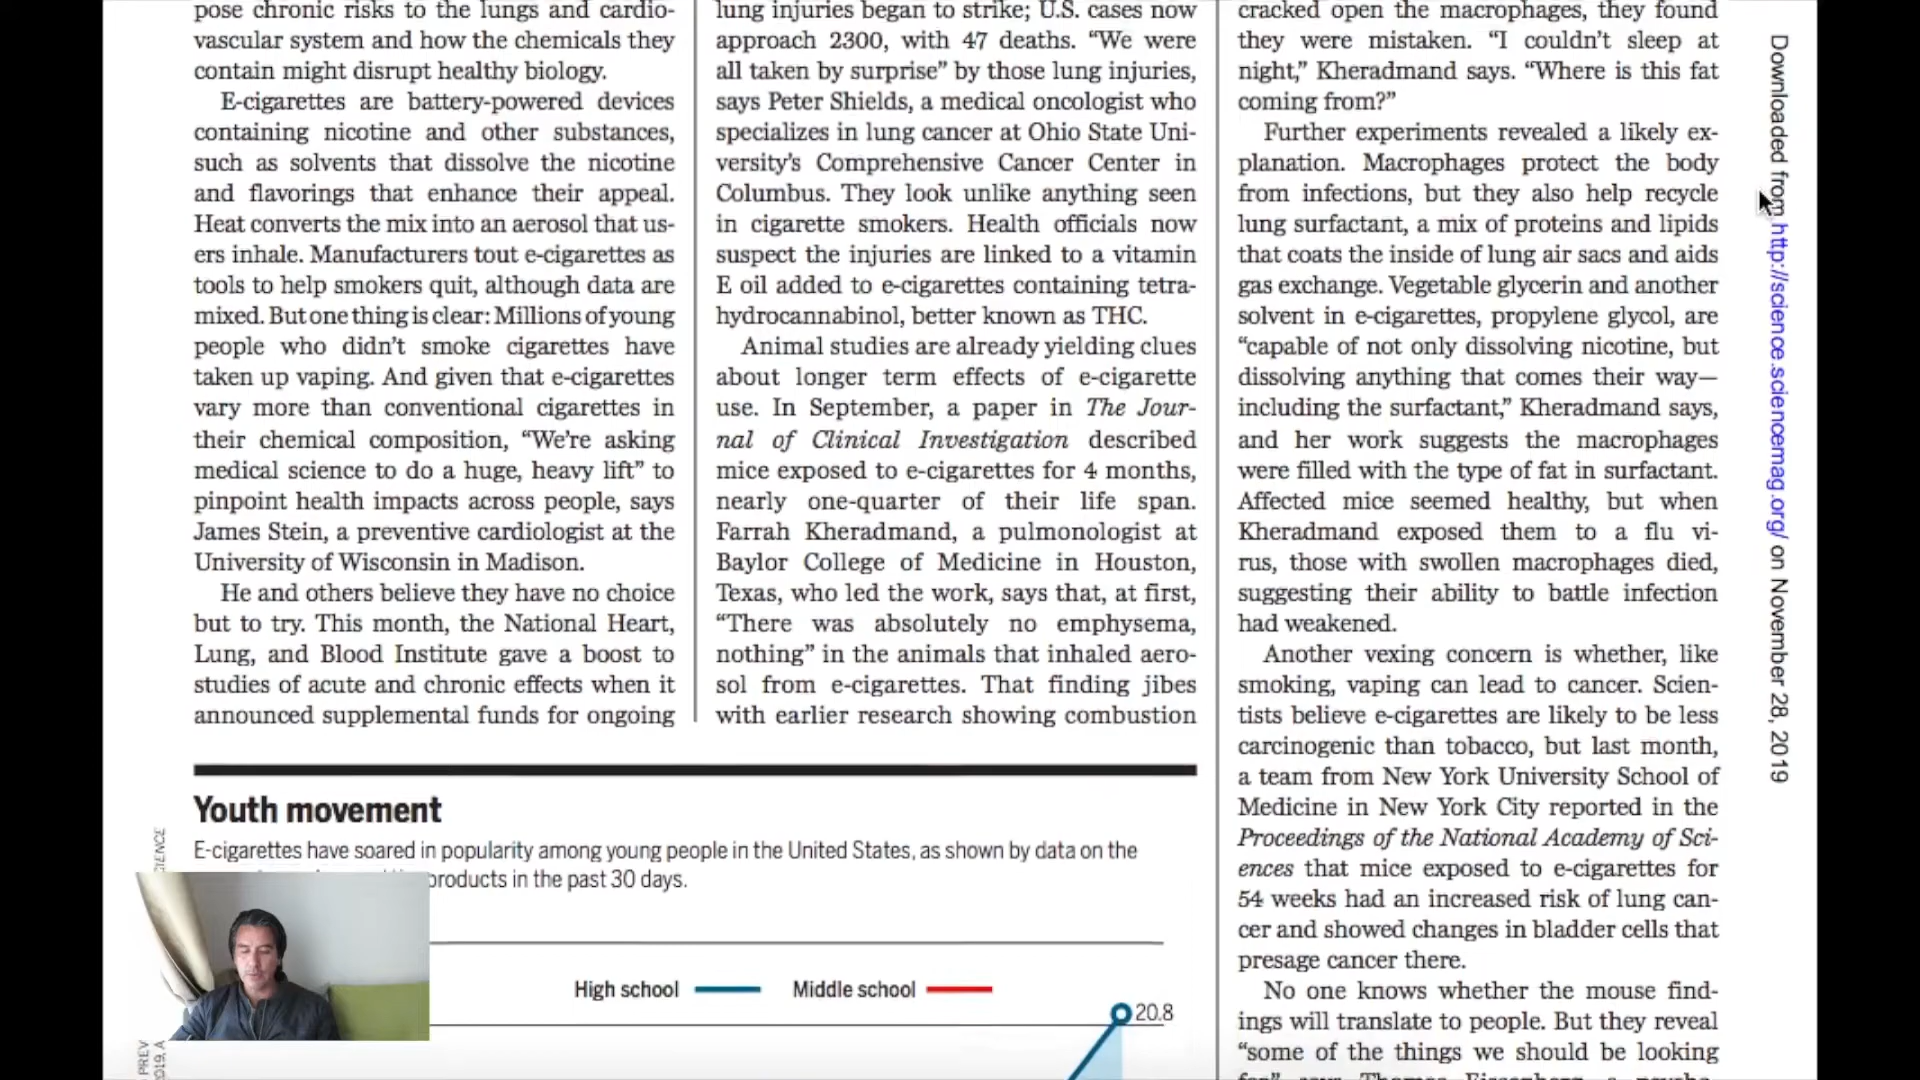 pose chronic risks to the lungs and cardio-
vascular system and how the chemicals they
contain might disrupt healthy biology.
E-cigarettes are battery-powered devices
containing nicotine and other substances,
such as solvents that dissolve the nicotine
and flavorings that enhance their appeal.
Heat converts the mix into an aerosol that us-
ers inhale. Manufacturers tout e-cigarettes as
tools to help smokers quit, although data are
mixed. But one thing is clear: Millions of young
people who didn’t smoke cigarettes have
taken up vaping. And given that e-cigarettes
vary more than conventional cigarettes in
their chemical composition, “We’re asking
medical science to do a huge, heavy lift” to
pinpoint health impacts across people, says
James Stein, a preventive cardiologist at the
University of Wisconsin in Madison.
He and others believe they have no choice
but to try. This month, the National Heart,
Lung, and Blood Institute gave a boost to
studies of acute and chronic effects when it
announced supplemental funds for ongoing
lung injuries began to strike; U.S. cases now
approach 2300, with 47 deaths. “We were
all taken by surprise” by those lung injuries,
says Peter Shields, a medical oncologist who
specializes in lung cancer at Ohio State Uni-
versity’s Comprehensive Cancer Center in
Columbus. They look unlike anything seen
in cigarette smokers. Health officials now
suspect the injuries are linked to a vitamin
E oil added to e-cigarettes containing tetra-
hydrocannabinol, better known as THC.
Animal studies are already yielding clues
about longer term effects of e-cigarette
use. In September, a paper in The Jour-
nal of Clinical Investigation described
mice exposed to e-cigarettes for 4 months,
nearly one-quarter of their life span.
Farrah Kheradmand, a pulmonologist at
Baylor College of Medicine in Houston,
Texas, who led the work, says that, at first,
“There was absolutely no emphysema,
nothing” in the animals that inhaled aero-
sol from e-cigarettes. That finding jibes
with earlier research showing combustion
cracked open the macrophages, they found
they were mistaken. “I couldn’t sleep at
night,” Kheradmand says. “Where is this fat
coming from?”
Further experiments revealed a likely ex-
planation. Macrophages protect the body
from infections, but they also help recycle
lung surfactant, a mix of proteins and lipids
that coats the inside of lung air sacs and aids
gas exchange. Vegetable glycerin and another
solvent in e-cigarettes, propylene glycol, are
“capable of not only dissolving nicotine, but
dissolving anything that comes their way—
including the surfactant,” Kheradmand says,
and her work suggests the macrophages
were filled with the type of fat in surfactant.
Affected mice seemed healthy, but when
Kheradmand exposed them to a flu vi-
rus, those with swollen macrophages died,
suggesting their ability to battle infection
had weakened.
Another vexing concern is whether, like
smoking, vaping can lead to cancer. Scien-
tists believe e-cigarettes are likely to be less
carcinogenic than tobacco, but last month,
a team from New York University School of
Medicine in New York City reported in the
Proceedings of the National Academy of Sci-
ences that mice exposed to e-cigarettes for
54 weeks had an increased risk of lung can-
cer and showed changes in bladder cells that
presage cancer there.
No one knows whether the mouse find-
ings will translate to people. But they reveal
“some of the things we should be looking
Youth movement
E-cigarettes have soared in popularity among young people in the United States, as shown by data on the
products in the past 30 days.
High school
Middle school
20.8
Downloaded from http://science.sciencemag.org/ on November 28, 2019